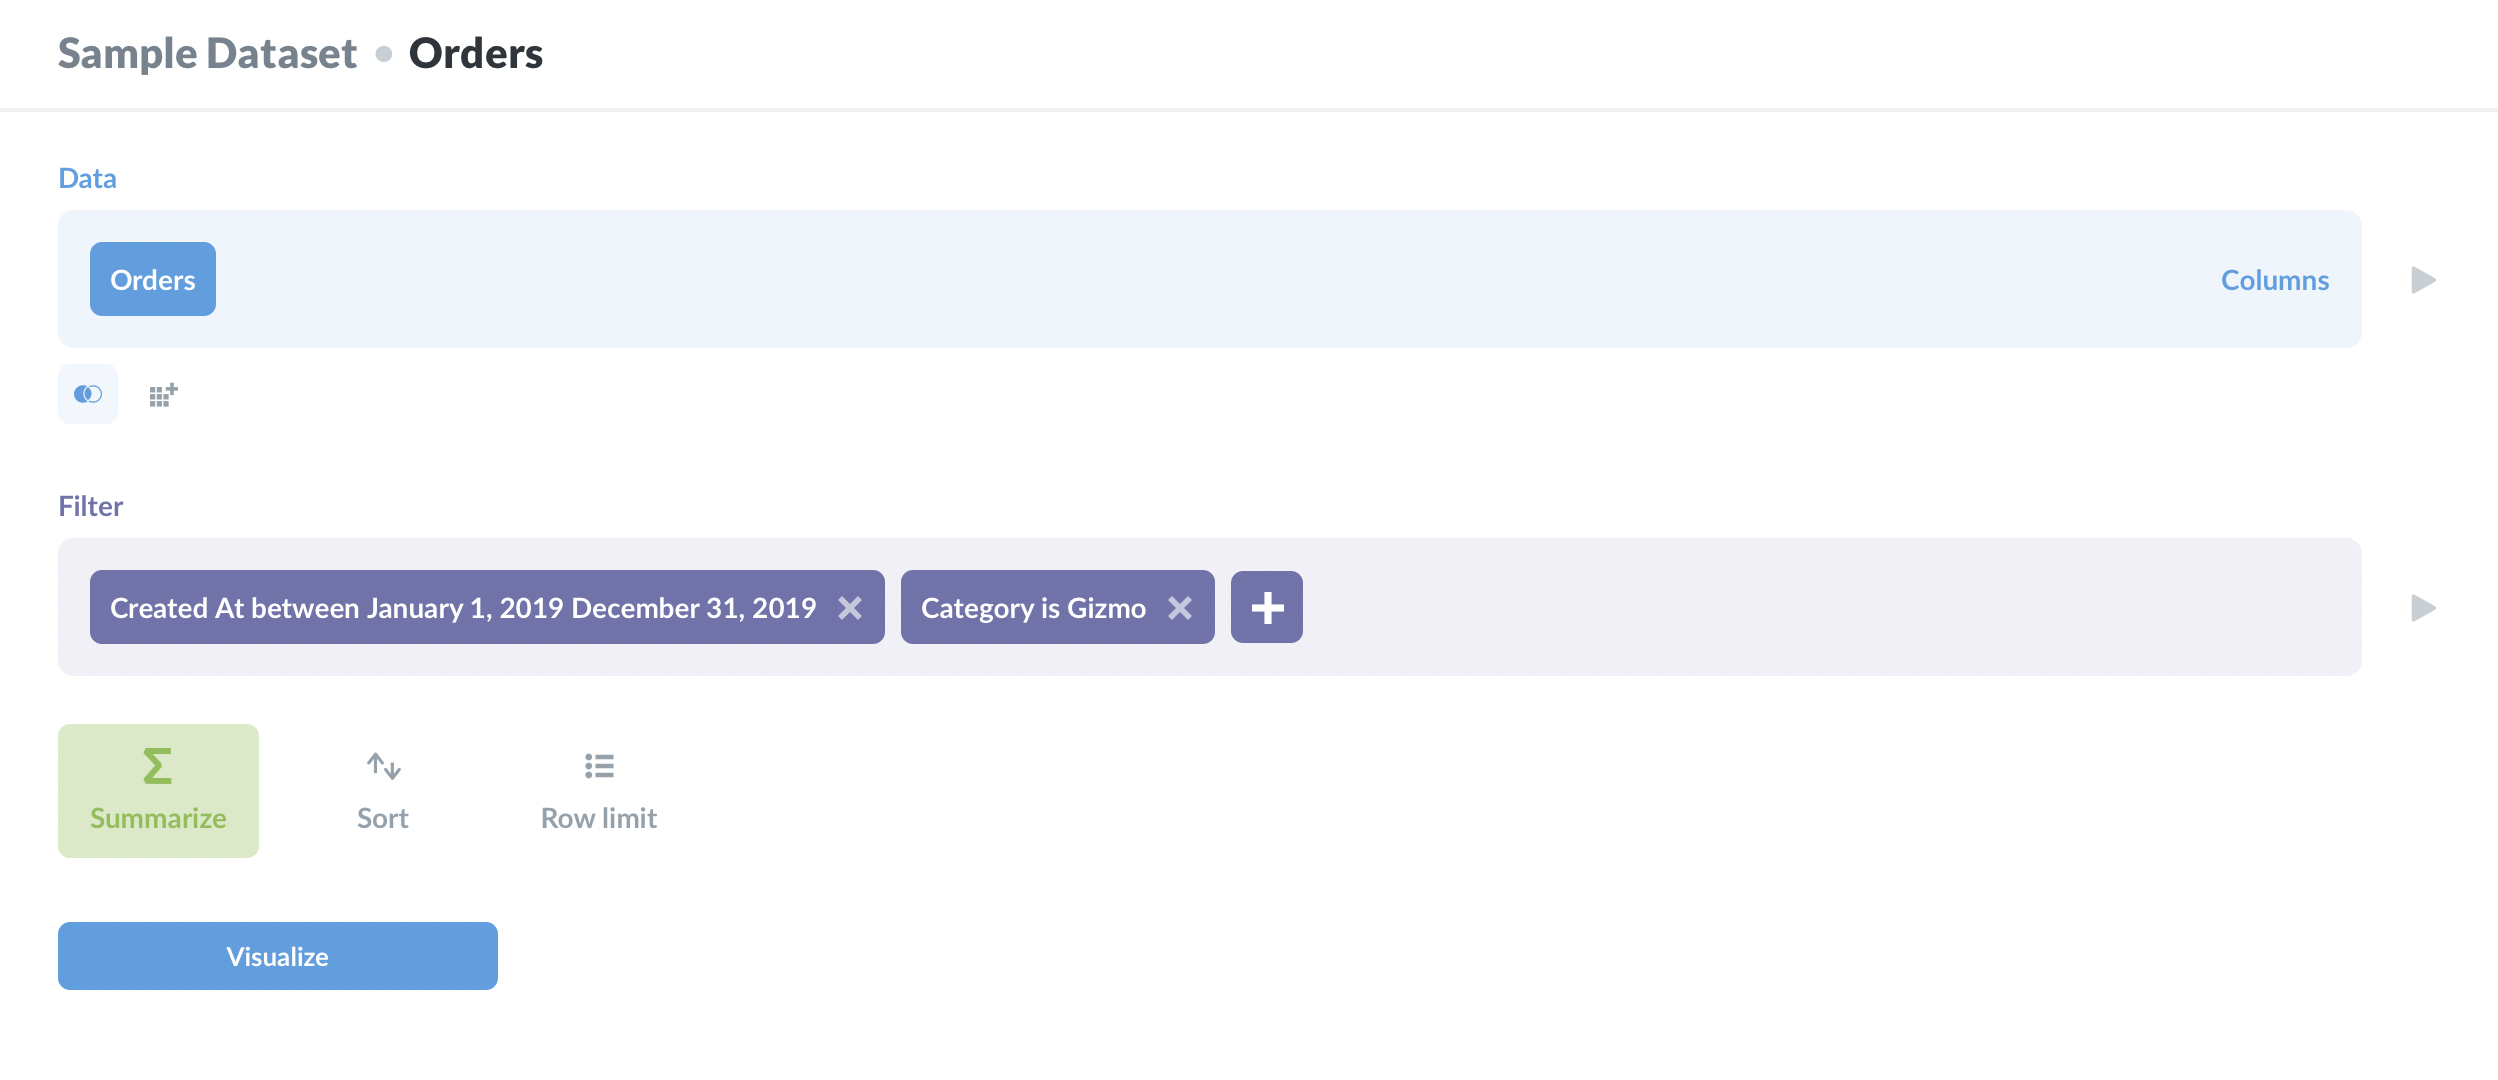 Sample Dataset • Orders
Data
Orders
Columns
Filter
Created At between January 1, 2019 December 31, 2019
Category is Gizmo
Summarize
Sort
Row limit
Visualize